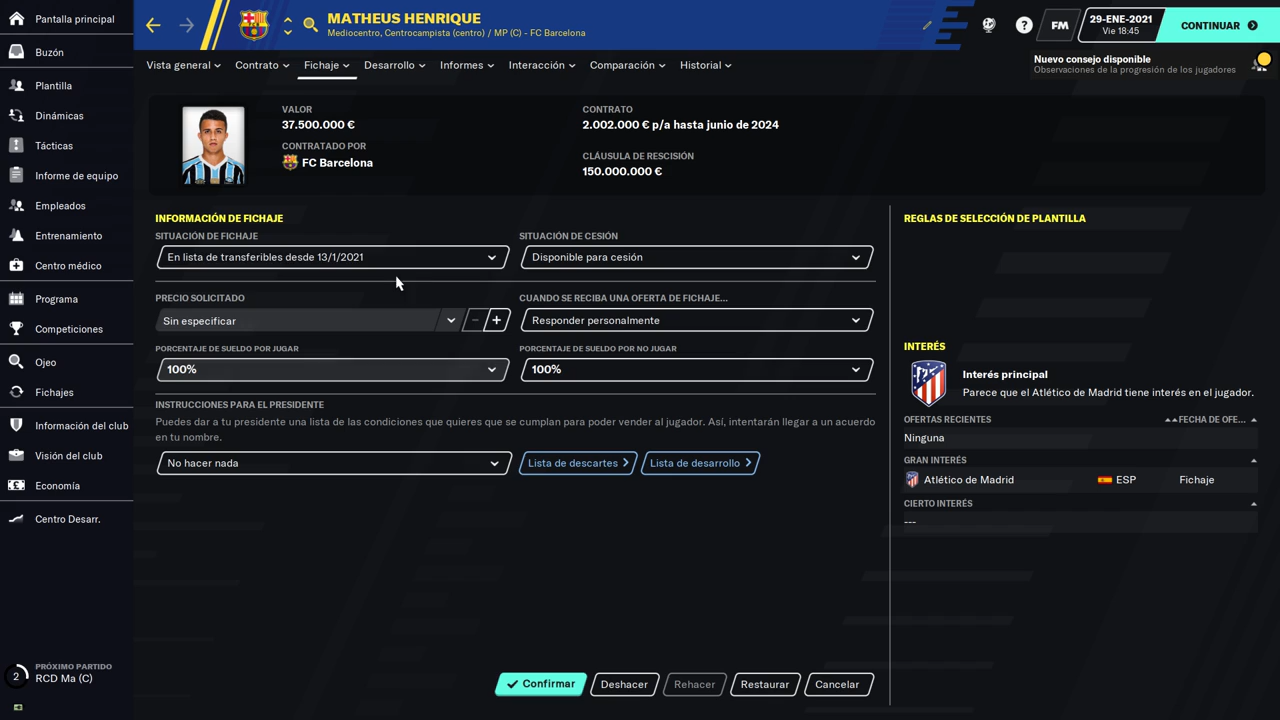 Pantalla principal
Buzón
Plantilla
Dinámicas
Tácticas
Informe de equipo
Empleados
Entrenamiento
Centro médico
Programa
Competiciones
Ojeo
Fichajes
Información del club
Visión del club
Economía
Centro Desarr.
2
PRÓXIMO PARTIDO
RCD Ma (C)
MATHEUS HENRIQUE
Mediocentro, Centrocampista (centro) / MP (C) - FC Barcelona
?
FM
29-ENE-2021
Vie 18:45
CONTINUAR
Vista general
Contrato
Fichaje
Desarrollo
Informes
Interacción
Comparación
Historial
Nuevo consejo disponible
Observaciones de la progresión de los jugadores
VALOR
37.500.000 €
CONTRATADO POR
FC Barcelona
CONTRATO
2.002.000 € p/a hasta junio de 2024
CLÁUSULA DE RESCISIÓN
150.000.000 €
INFORMACIÓN DE FICHAJE
SITUACIÓN DE FICHAJE
En lista de transferibles desde 13/1/2021
SITUACIÓN DE CESIÓN
Disponible para cesión
PRECIO SOLICITADO
Sin especificar
- +
CUANDO SE RECIBA UNA OFERTA DE FICHAJE...
Responder personalmente
PORCENTAJE DE SUELDO POR JUGAR
100%
PORCENTAJE DE SUELDO POR NO JUGAR
100%
INSTRUCCIONES PARA EL PRESIDENTE
Puedes dar a tu presidente una lista de las condiciones que quieres que se cumplan para poder vender al jugador. Así, intentarán llegar a un acuerdo
en tu nombre.
No hacer nada
Lista de descartes
Lista de desarrollo
Confirmar
Deshacer
Rehacer
Restaurar
Cancelar
REGLAS DE SELECCIÓN DE PLANTILLA
INTERÉS
Interés principal
Parece que el Atlético de Madrid tiene interés en el jugador.
OFERTAS RECIENTES
FECHA DE OFE...
Ninguna
GRAN INTERÉS
Atlético de Madrid
ESP
Fichaje
CIERTO INTERÉS
---